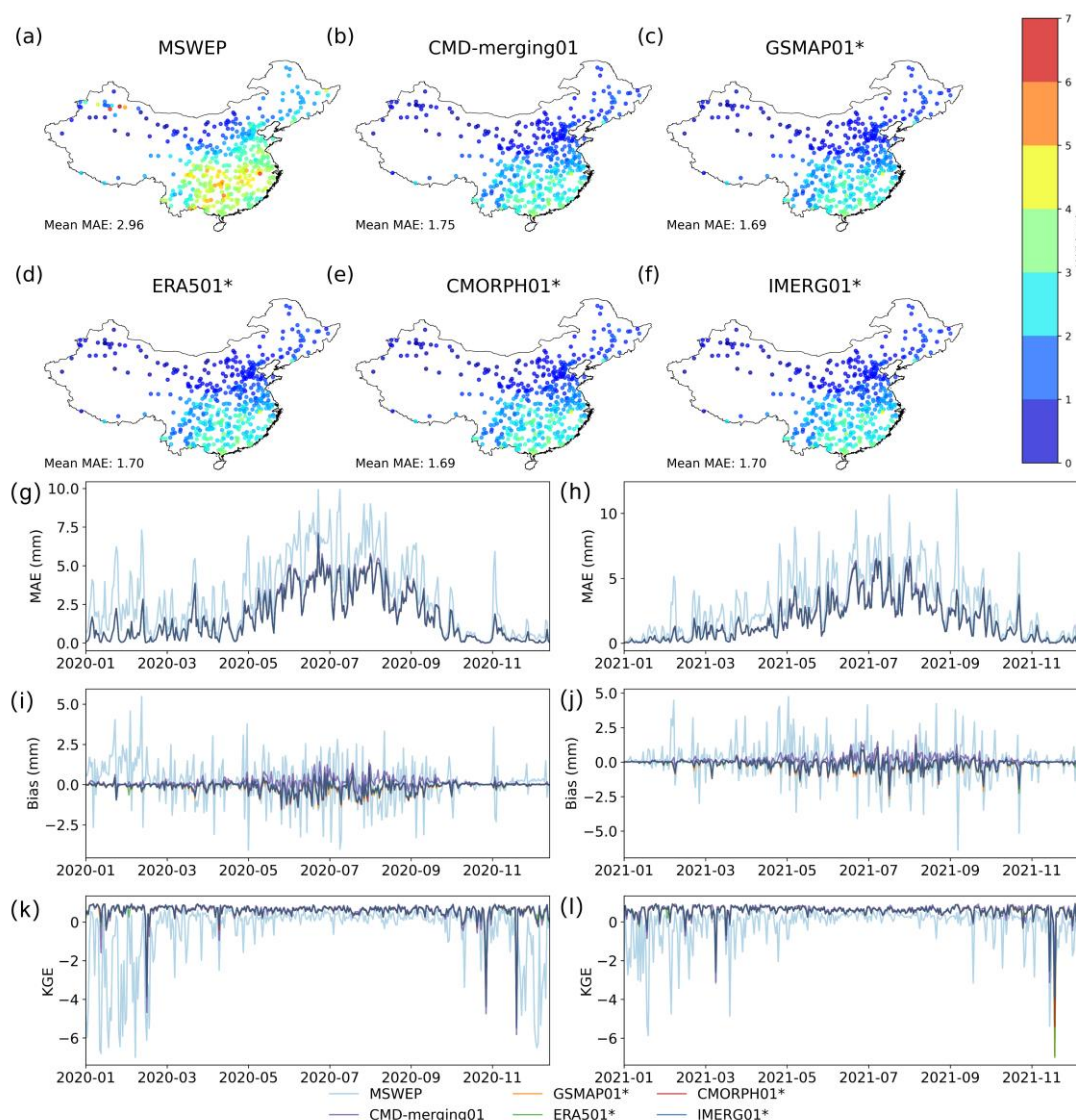 (a)
MSWEP
(b)
CMD-merging01
(c)
GSMAP01*
Mean MAE: 2.96
Mean MAE: 1.75
Mean MAE: 1.69
(d)
ERA501*
(e)
CMORPH01*
(f)
IMERG01*
Mean MAE: 1.70
Mean MAE: 1.69
Mean MAE: 1.70
7
6
5
4
3
2
1
0
(g)
MAE (mm)
10.0
7.5
5.0
2.5
0.0
2020-01 2020-03 2020-05 2020-07 2020-09 2020-11
(h)
MAE (mm)
10
5
0
2021-01 2021-03 2021-05 2021-07 2021-09 2021-11
(i)
Bias (mm)
5.0
2.5
0.0
−2.5
2020-01 2020-03 2020-05 2020-07 2020-09 2020-11
(j)
Bias (mm)
5.0
2.5
0.0
−2.5
−5.0
2021-01 2021-03 2021-05 2021-07 2021-09 2021-11
(k)
KGE
0
−2
−4
−6
2020-01 2020-03 2020-05 2020-07 2020-09 2020-11
(l)
KGE
0
−2
−4
−6
2021-01 2021-03 2021-05 2021-07 2021-09 2021-11
MSWEP GSMAP01* CMORPH01*
CMD-merging01 ERA501* IMERG01*